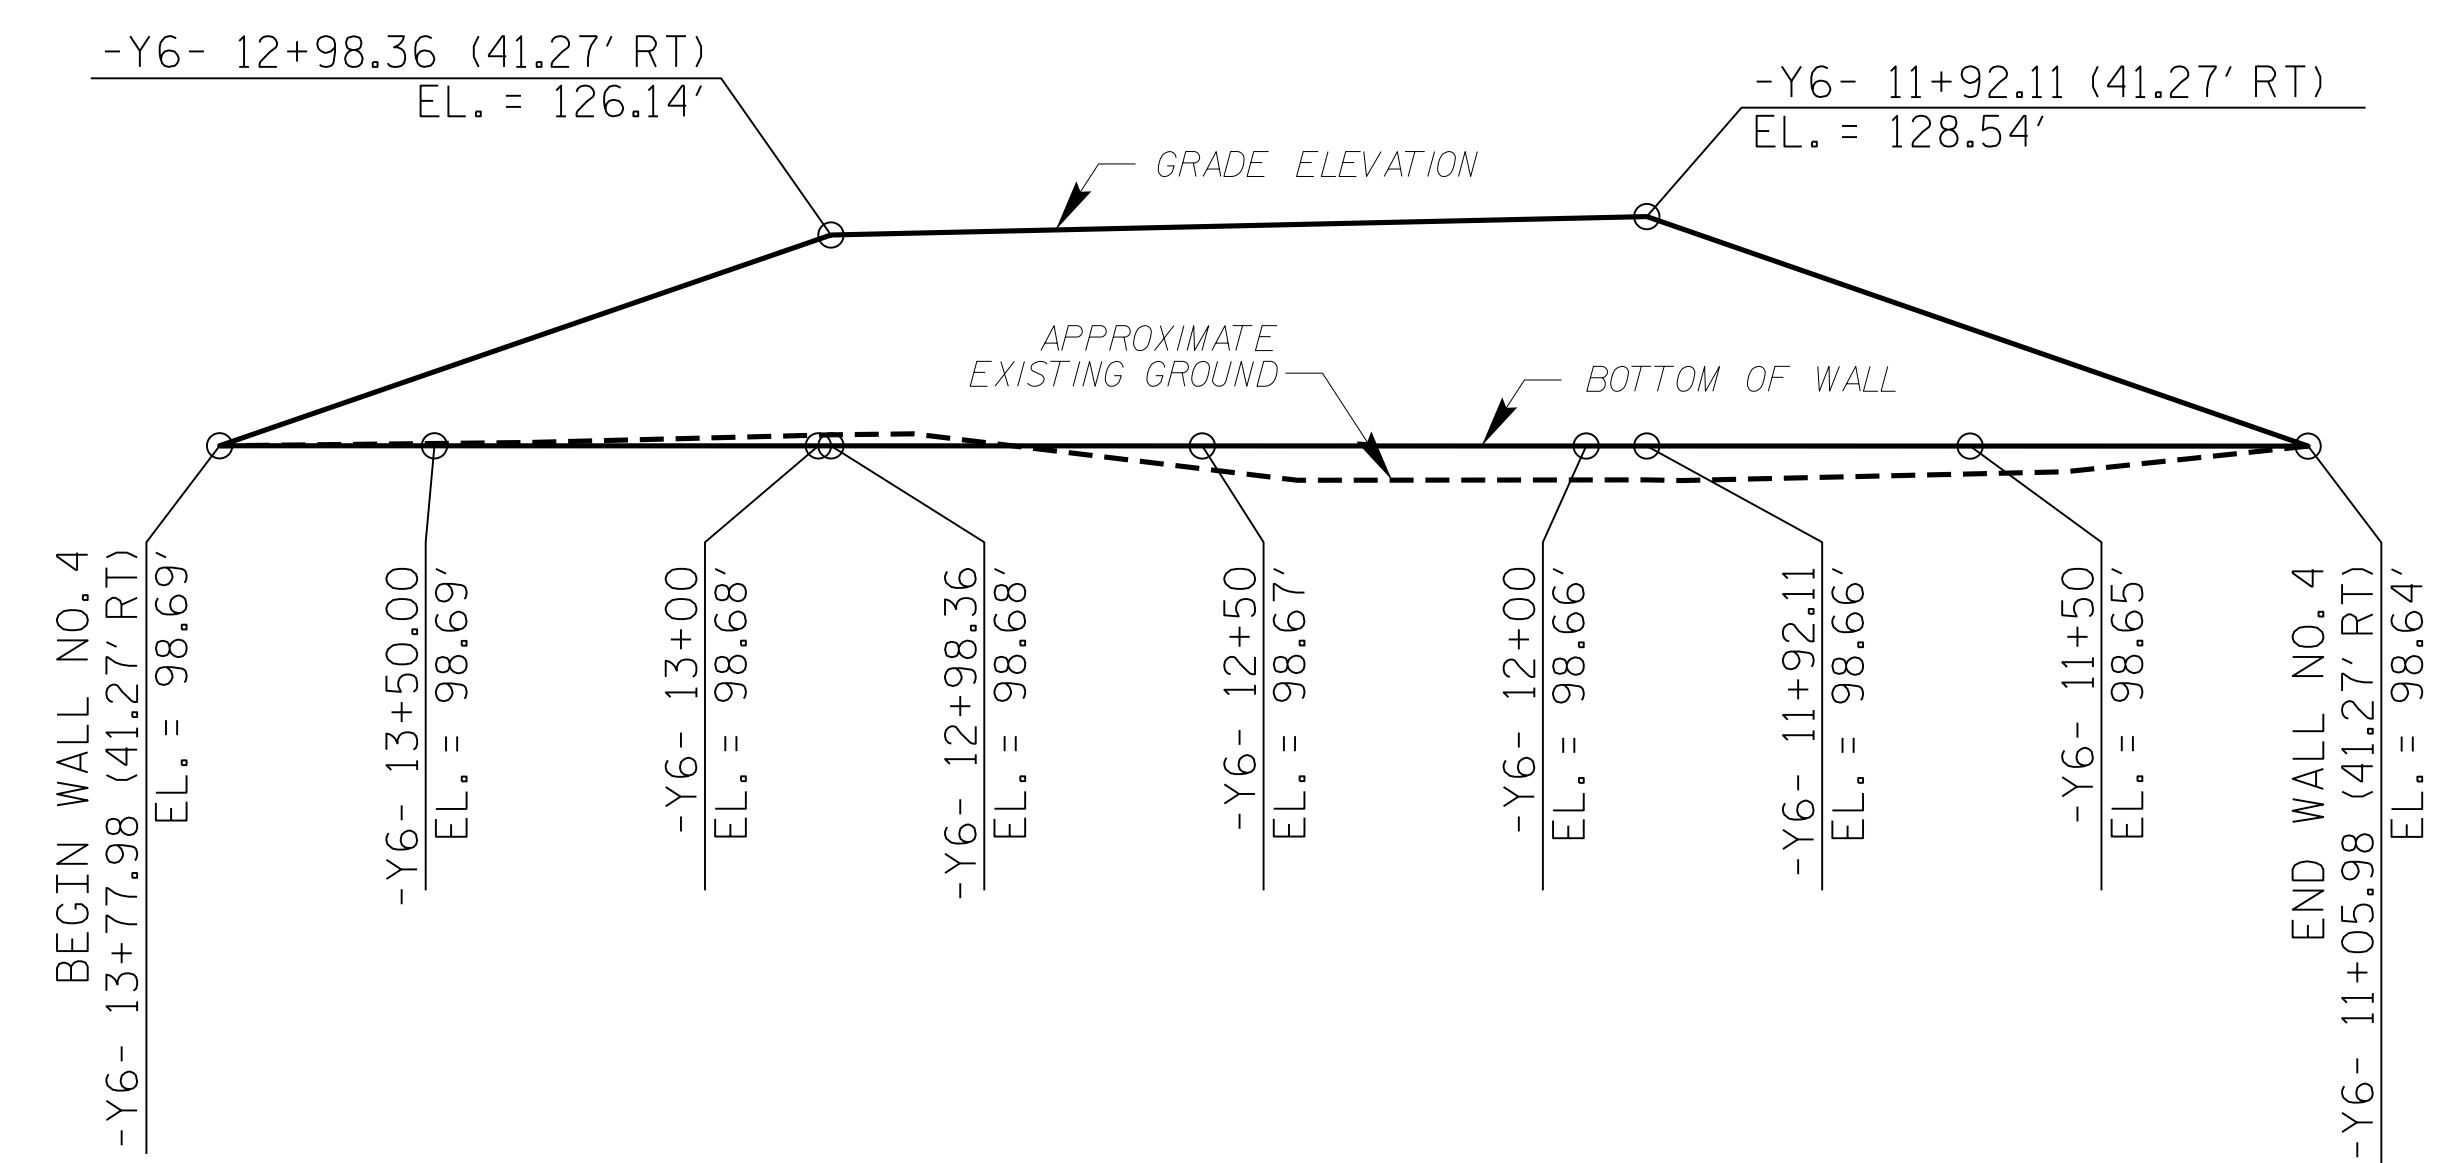 -Y6- 12+98.36 (41.27' RT)
EL. = 126.14'
-Y6- 11+92.11 (41.27' RT)
EL. = 128.54'
GRADE ELEVATION
APPROXIMATE
EXISTING GROUND
BOTTOM OF WALL
BEGIN WALL NO. 4
-Y6- 13+77.98 (41.27' RT)
EL. = 98.69'
-Y6- 13+50.00
EL. = 98.69'
-Y6- 13+00
EL. = 98.68'
-Y6- 12+98.36
EL. = 98.68'
-Y6- 12+50
EL. = 98.67'
-Y6- 12+00
EL. = 98.66'
-Y6- 11+92.11
EL. = 98.66'
-Y6- 11+50
EL. = 98.65'
END WALL NO. 4
-Y6- 11+05.98 (41.27' RT)
EL. = 98.64'